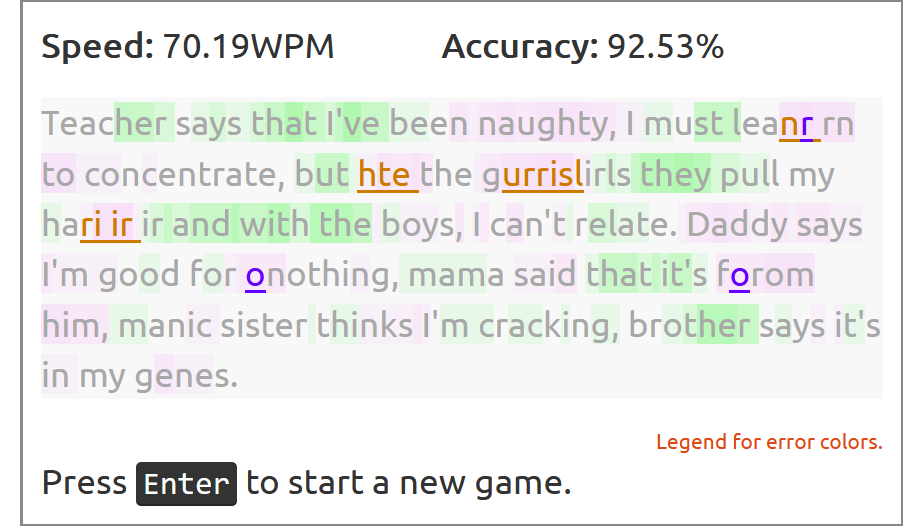 Speed: 70.19WPM Accuracy: 92.53%
Teacher says that I've been naughty, I must leanr rn
to concentrate, but hte the gurrislirls they pull my
hari ir ir and with the boys, I can't relate. Daddy says
I'm good for onothing, mama said that it's forom
him, manic sister thinks I'm cracking, brother says it's
in my genes.
Legend for error colors.
Press Enter to start a new game.